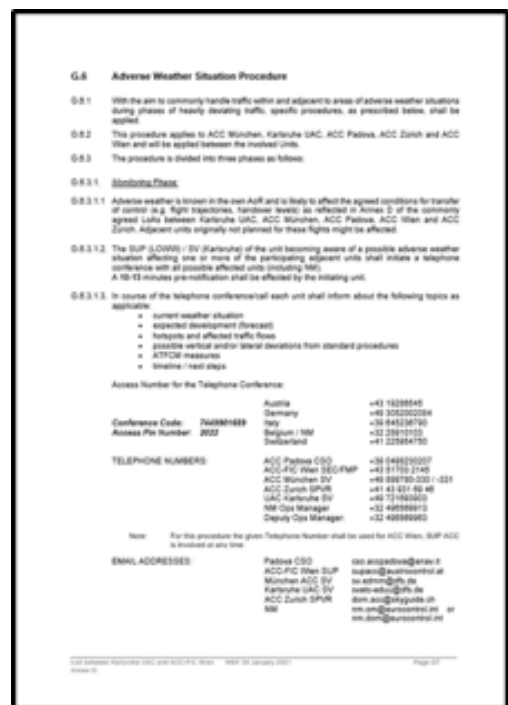 G.6 Adverse Weather Situation Procedure
G.6.1 With the aim to commonly handle traffic within and adjacent to areas of adverse weather situations
during phases of heavily deviating traffic, specific procedures, as prescribed below, shall be
applied.
G.6.2 This procedure applies to ACC München, Karlsruhe UAC, ACC Padova, ACC Zürich and ACC
Wien and will be applied between the involved Units.
G.6.3 The procedure is divided into three phases as follows:
G.6.3.1. Monitoring Phase:
G.6.3.1.1 Adverse weather is known in the own AoR and is likely to affect the agreed conditions for transfer
of control (e.g. flight trajectories, handover levels) as reflected in Annex D of the commonly
agreed LoAs between Karlsruhe UAC, ACC München, ACC Padova, ACC Wien and ACC
Zürich. Adjacent units originally not planned for these flights might be affected.
G.6.3.1.2. The SUP (LOWW) / SV (Karlsruhe) of the unit becoming aware of a possible adverse weather
situation affecting one or more of the participating adjacent units shall initiate a telephone
conference with all possible affected units (including NM).
A 10-15 minutes pre-notification shall be effected by the initiating unit.
G.6.3.1.3. In course of the telephone conference/call each unit shall inform about the following topics as
applicable:
• current weather situation
• expected development (forecast)
• hotspots and affected traffic flows
• possible vertical and/or lateral deviations from standard procedures
• ATFCM measures
• timeline / next steps
Access Number for the Telephone Conference:
Austria
Germany
Conference Code: Italy
Access Pin Number: Belgium / NM
Switzerland
TELEPHONE NUMBERS: ACC Padova CSO
ACC-FIC Wien SEC/FMP
ACC München SV
ACC Zurich SPVR
UAC Karlsruhe SV
NM Ops Manager
Deputy Ops Manager:
Note: For this procedure the given Telephone Number shall be used for ACC Wien, SUP ACC
is involved at any time
EMAIL ADDRESSES: Padova CSO
ACC-FIC Wien SUP
München ACC SV
Karlsruhe UAC SV
ACC Zurich SPVR
NM
LoA between Karlsruhe UAC and ACC-FIC Wien